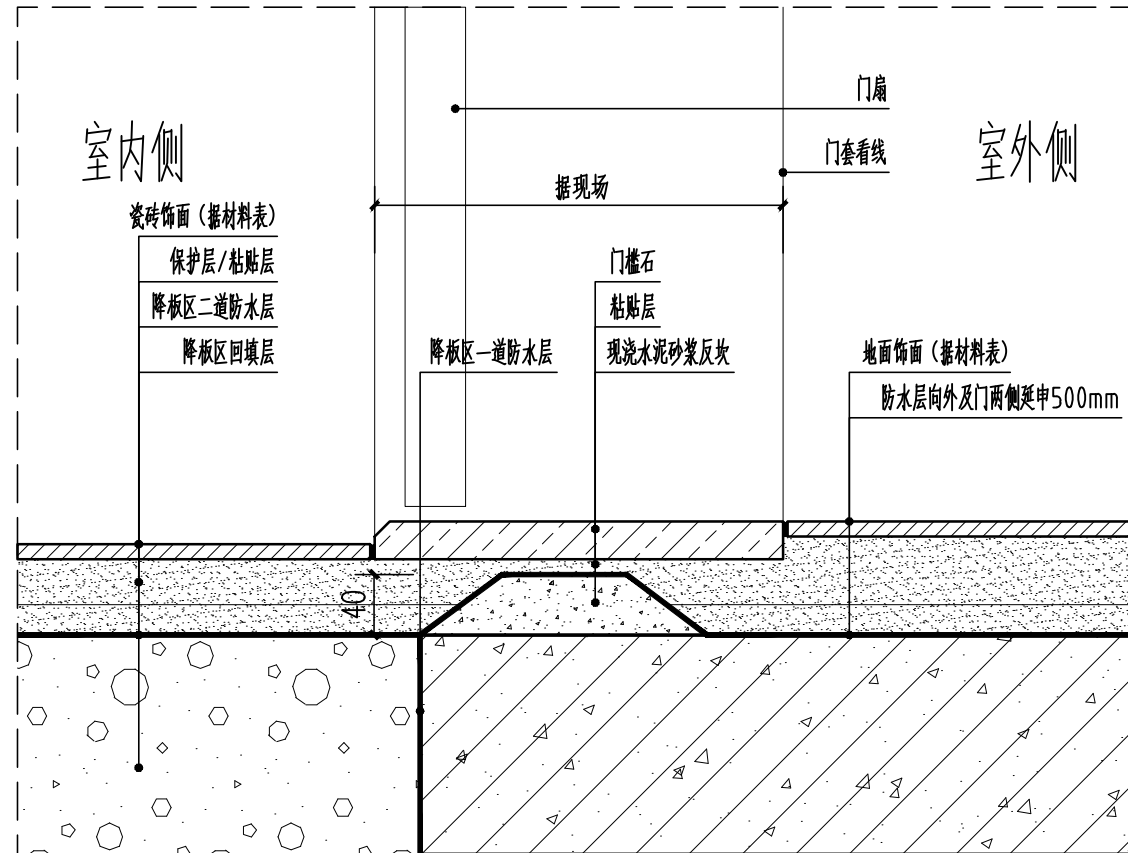 门扇
室内侧
室外侧
门套看线
据现场
瓷砖饰面（据材料表）
保护层/粘贴层
降板区二道防水层
降板区回填层
降板区一道防水层
门槛石
粘贴层
现浇水泥砂浆反坎
地面饰面（据材料表）
防水层向外及门两侧延申500mm
40